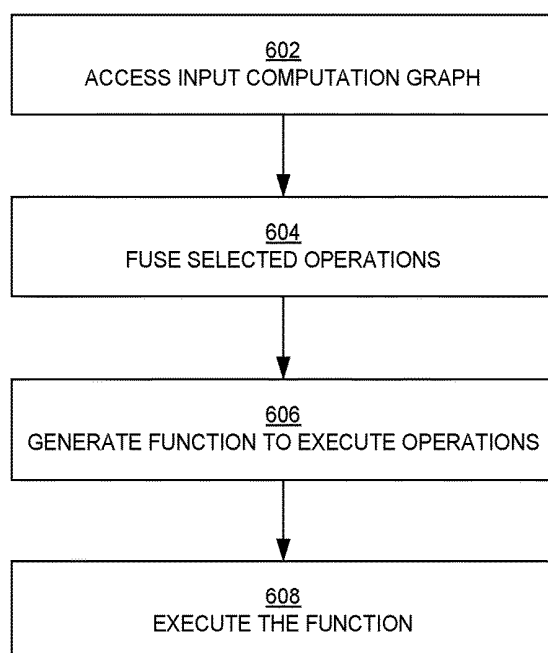 602
ACCESS INPUT COMPUTATION GRAPH
604
FUSE SELECTED OPERATIONS
606
GENERATE FUNCTION TO EXECUTE OPERATIONS
608
EXECUTE THE FUNCTION